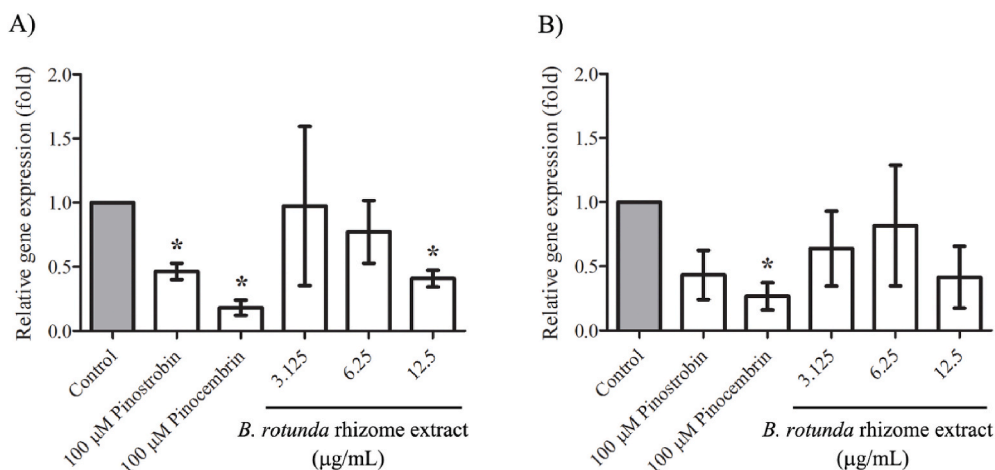 A)
Relative gene expression (fold)
2.0
1.5
1.0
0.5
0.0
*
*
*
Control
100 μM Pinostrobin
100 μM Pinocembrin
3.125
6.25
12.5
B. rotunda rhizome extract
(μg/mL)
B)
Relative gene expression (fold)
2.0
1.5
1.0
0.5
0.0
*
Control
100 μM Pinostrobin
100 μM Pinocembrin
3.125
6.25
12.5
B. rotunda rhizome extract
(μg/mL)